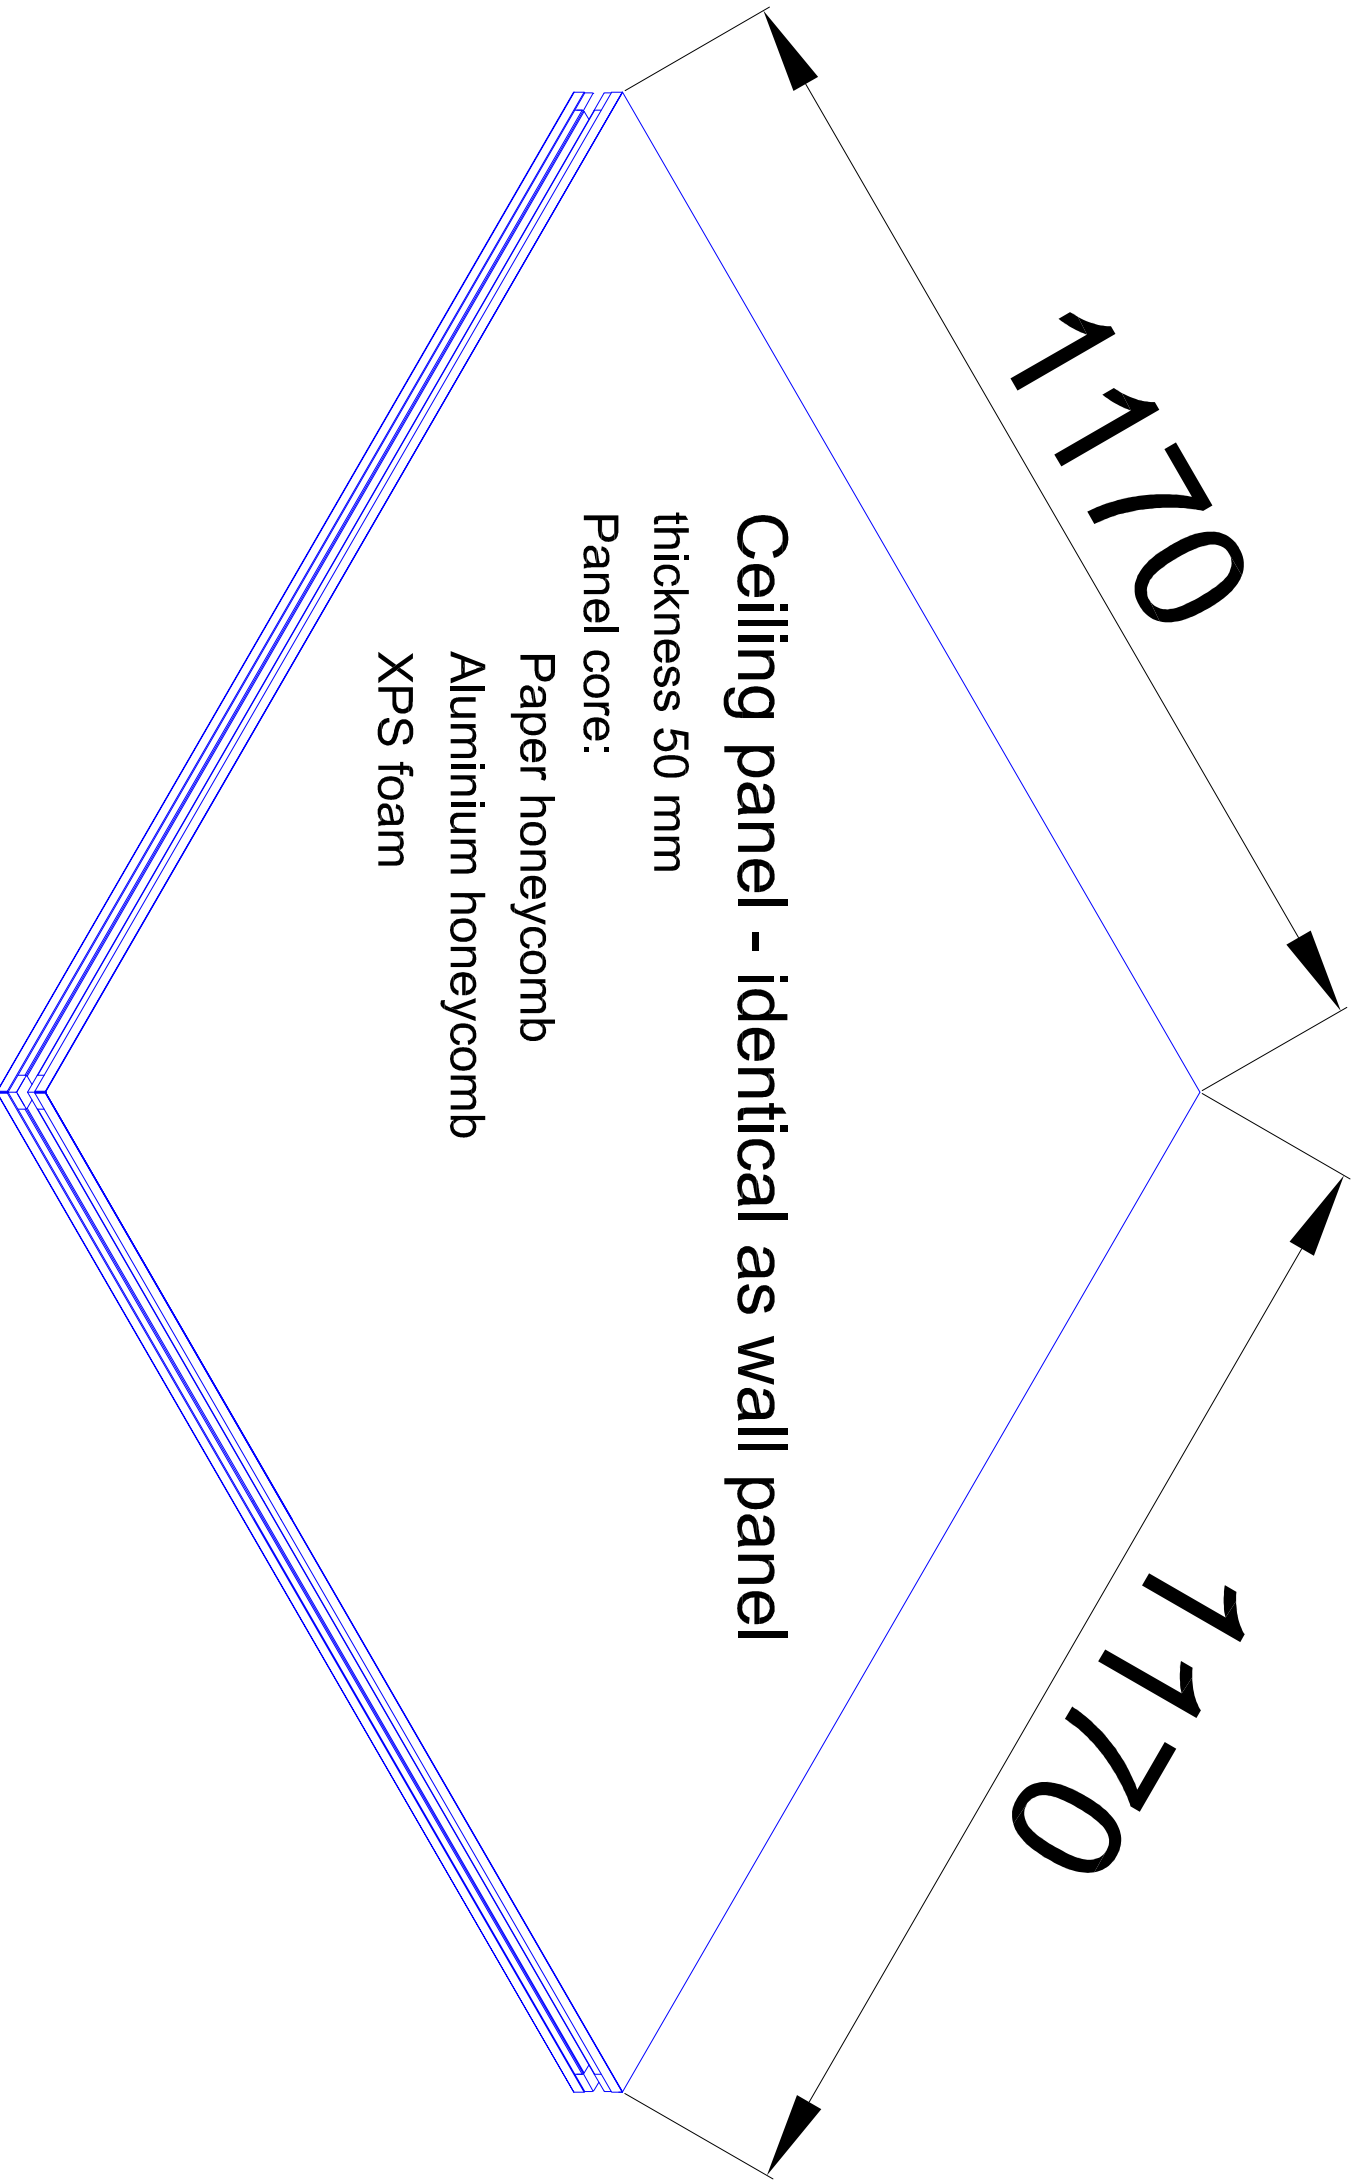 1170
1170
Ceiling panel - identical as wall panel
thickness 50 mm
Panel core:
Paper honeycomb
Aluminium honeycomb
XPS foam